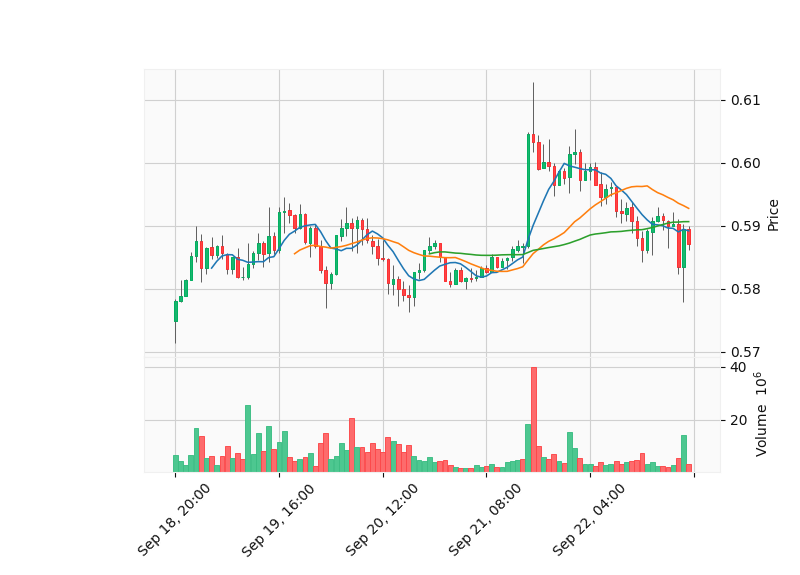 0.61
0.60
0.59
0.58
0.57
Price
40
20
Volume 10^6
Sep 18, 20:00
Sep 19, 16:00
Sep 20, 12:00
Sep 21, 08:00
Sep 22, 04:00